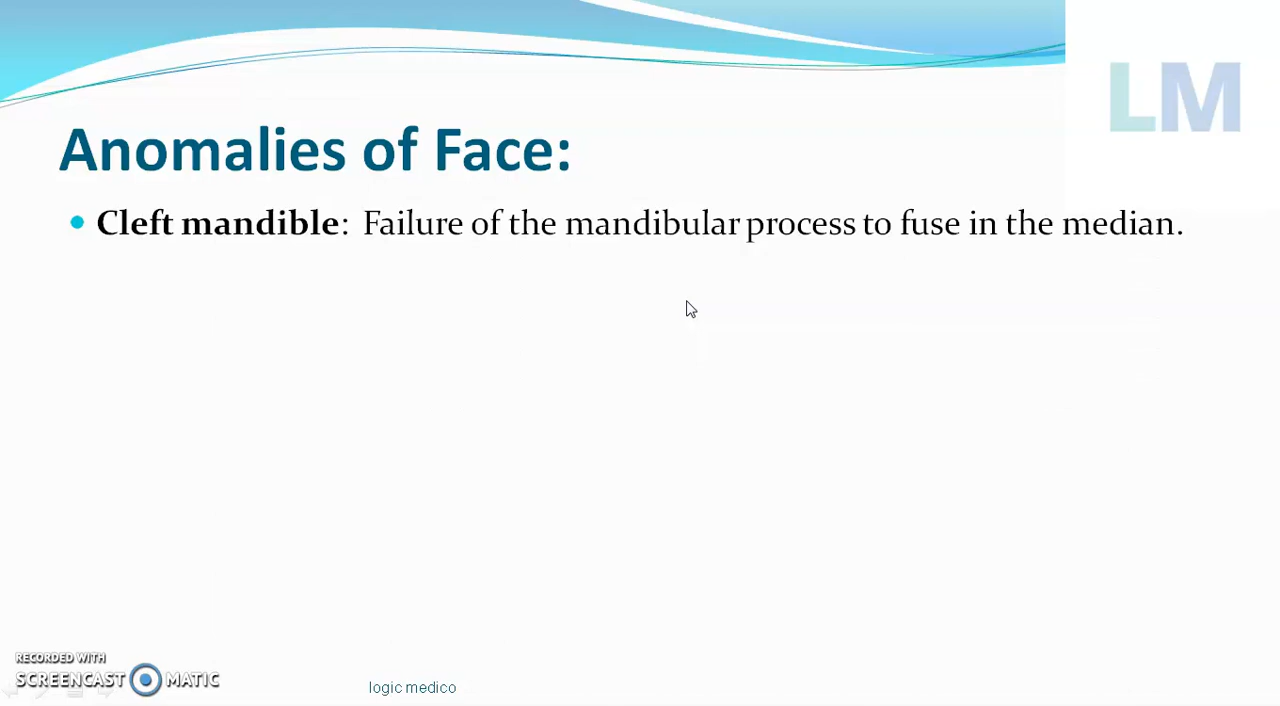 LM
Anomalies of Face:
• Cleft mandible: Failure of the mandibular process to fuse in the median.
RECORDED WITH
SCREENCAST MATIC
logic medico